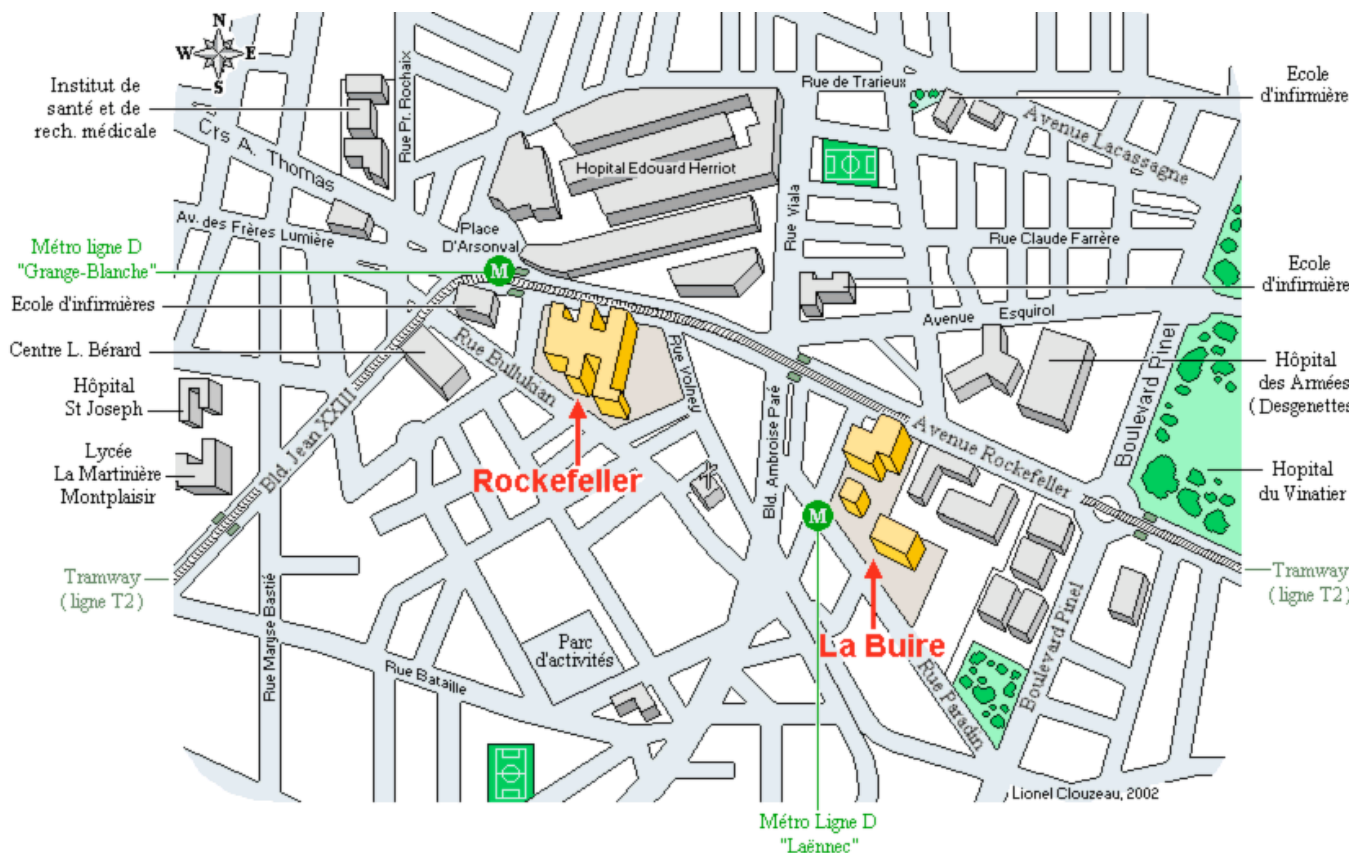 N
W E
S
Institut de
santé et de
rech. médicale
Crs A. Thomas
Rue Pr. Rochaix
Rue de Trarieux
Ecole
d'infirmière
Avenue Lacassagne
Hopital Edouard Herriot
Av. des Frères Lumière
Place
D'Arsonval
Rue Viala
Rue Claude Farrère
Métro ligne D
"Grange-Blanche"
M
Ecole
d'infirmière
Ecole d'infirmières
Avenue Esquirol
Centre L. Bérard
Rue Bullukian
Rue Volney
Boulevard Pinel
Hôpital
des Armées
(Desgenettes
Hôpital
St Joseph
Bld. Jean XXIII
Bld. Ambroise Paré
Avenue Rockefeller
Lycée
La Martinière
Montplaisir
Rockefeller
Hopital
du Vinatier
M
Tramway
(ligne T2)
Tramway
(ligne T2)
Rue Maryse Bastié
Boulevard Pinel
La Buire
Parc
d'activités
Rue Bataille
Rue Paradin
Lionel Clouzeau, 2002
Métro Ligne D
"Laënnec"